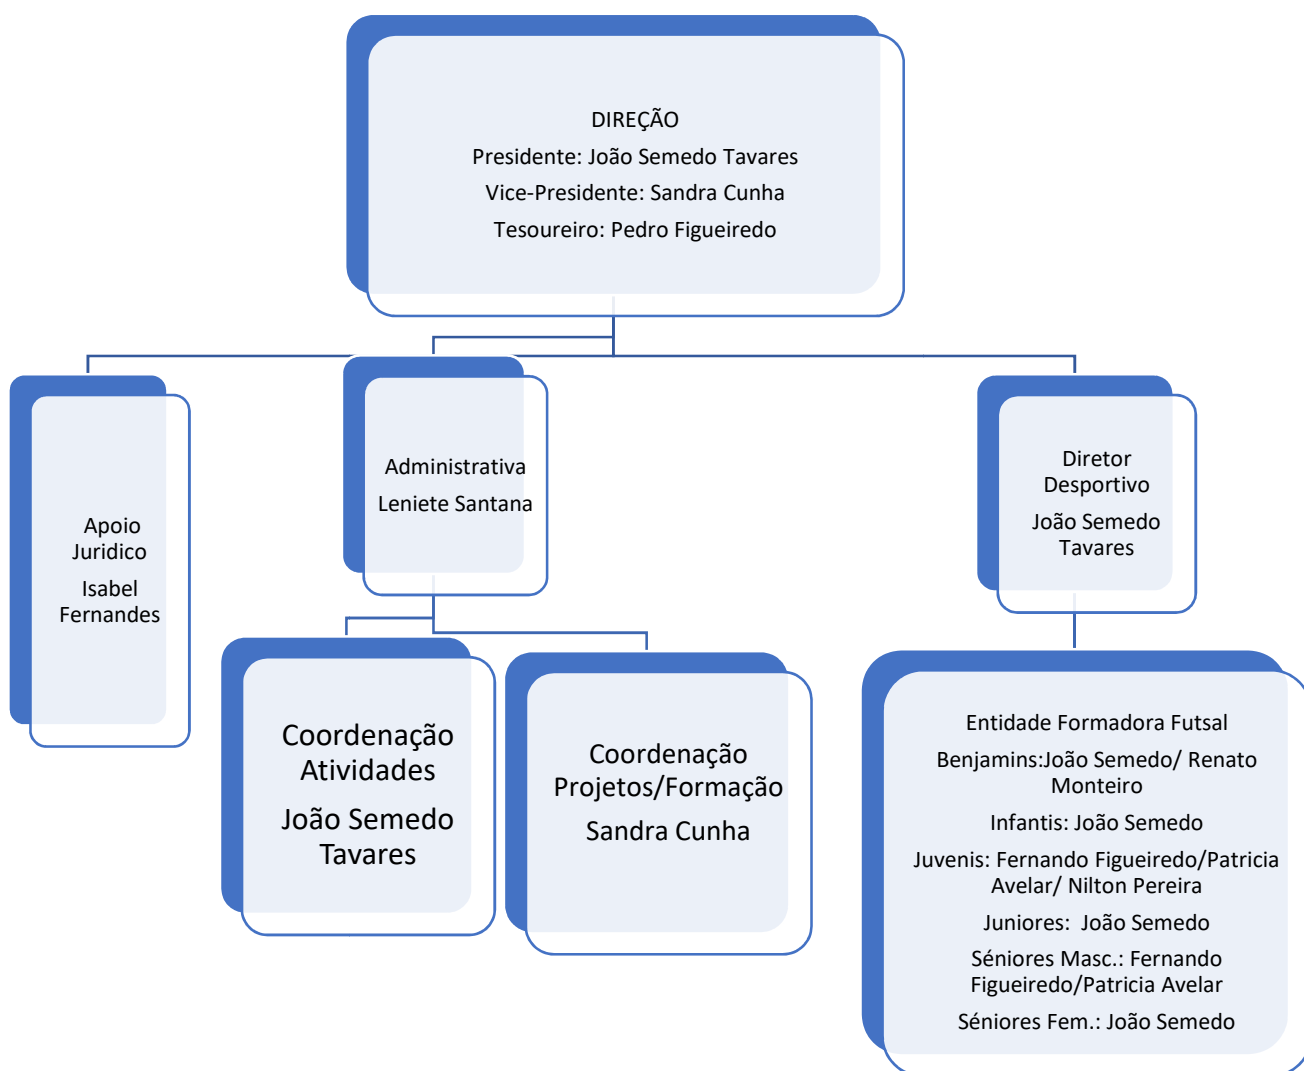 DIREÇÃO
Presidente: João Semedo Tavares
Vice-Presidente: Sandra Cunha
Tesoureiro: Pedro Figueiredo
Apoio
Juridico
Isabel
Fernandes
Administrativa
Leniete Santana
Diretor
Desportivo
João Semedo
Tavares
Coordenação
Atividades
João Semedo
Tavares
Coordenação
Projetos/Formação
Sandra Cunha
Entidade Formadora Futsal
Benjamins:João Semedo/ Renato
Monteiro
Infantis: João Semedo
Juvenis: Fernando Figueiredo/Patricia
Avelar/ Nilton Pereira
Juniores:  João Semedo
Séniores Masc.: Fernando
Figueiredo/Patricia Avelar
Séniores Fem.: João Semedo